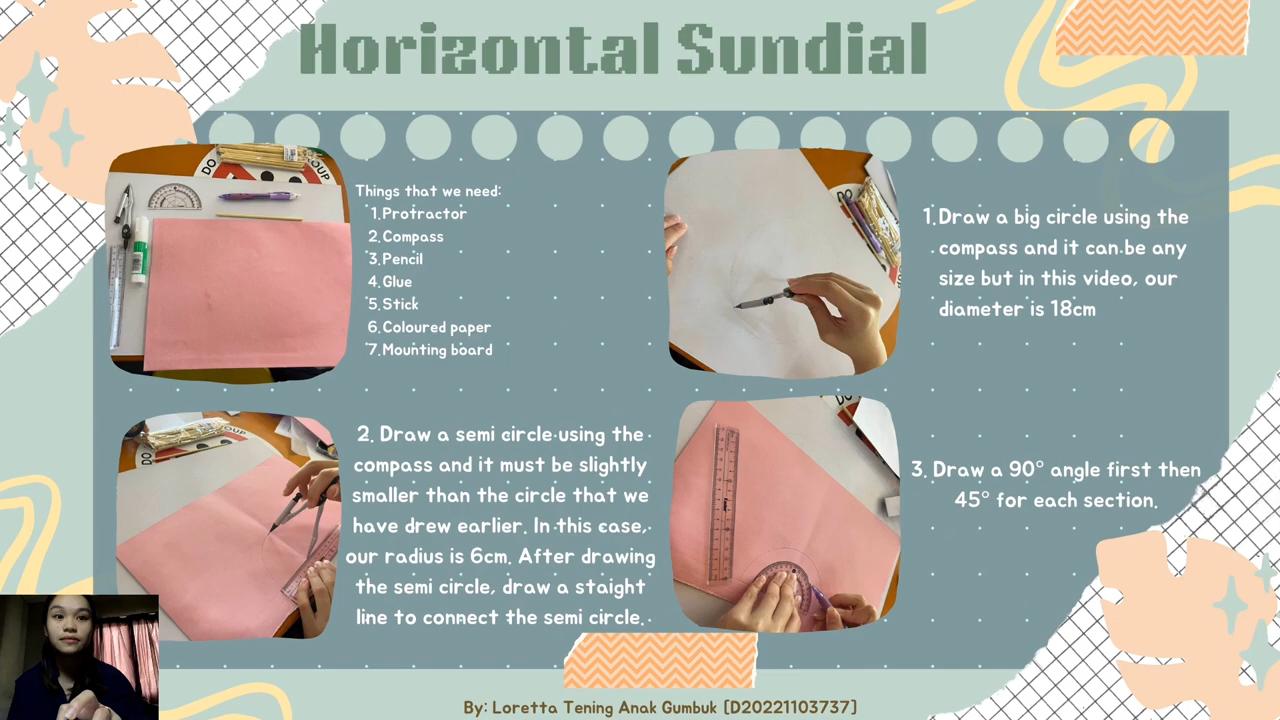 Horizontal Sundial
Things that we need:
1.Protractor
2.Compass
3.Pencil
4.Glue
5.Stick
6.Coloured paper
7.Mounting board
1.Draw a big circle using the
compass and it can be any
size but in this video, our
diameter is 18cm
2. Draw a semi circle using the
compass and it must be slightly
smaller than the circle that we
have drew earlier. In this case,
our radius is 6cm. After drawing
the semi circle, draw a staight
line to connect the semi circle.
3. Draw a 90° angle first then
45° for each section.
By: Loretta Tening Anak Gumbuk [D20221103737]